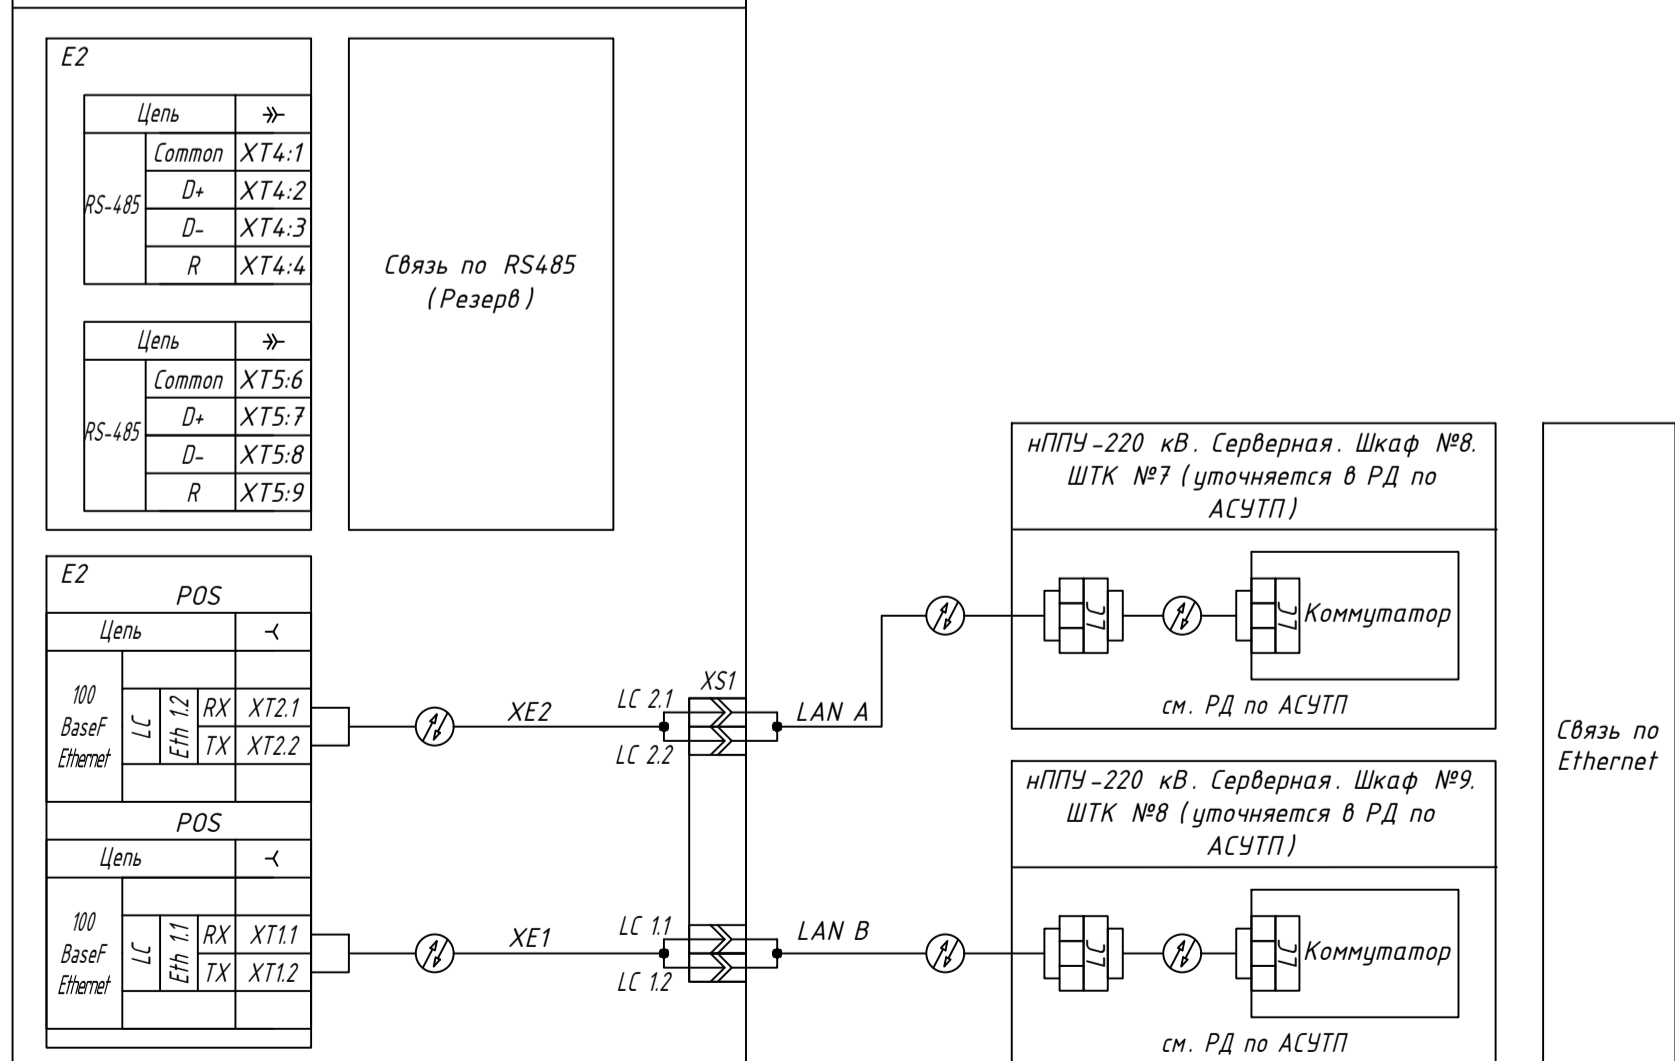 E2
Цепь
RS-485
Common XT4:1
D+ XT4:2
D- XT4:3
R XT4:4
Цепь
RS-485
Common XT5:6
D+ XT5:7
D- XT5:8
R XT5:9
Связь по RS485
(Резерв)
E2
POS
Цепь
100
BaseF
Ethernet
LC
Eth 1.2
RX XT2.1
TX XT2.2
POS
Цепь
100
BaseF
Ethernet
LC
Eth 1.1
RX XT1.1
TX XT1.2
XE2
LC 2.1
LC 2.2
XS1
LAN A
XE1
LC 1.1
LC 1.2
LAN B
нППУ-220 кВ. Серверная. Шкаф №8.
ШТК №7 (уточняется в РД по
АСУТП)
LC
LC
Коммутатор
см. РД по АСУТП
нППУ-220 кВ. Серверная. Шкаф №9.
ШТК №8 (уточняется в РД по
АСУТП)
LC
LC
Коммутатор
см. РД по АСУТП
Связь по
Ethernet